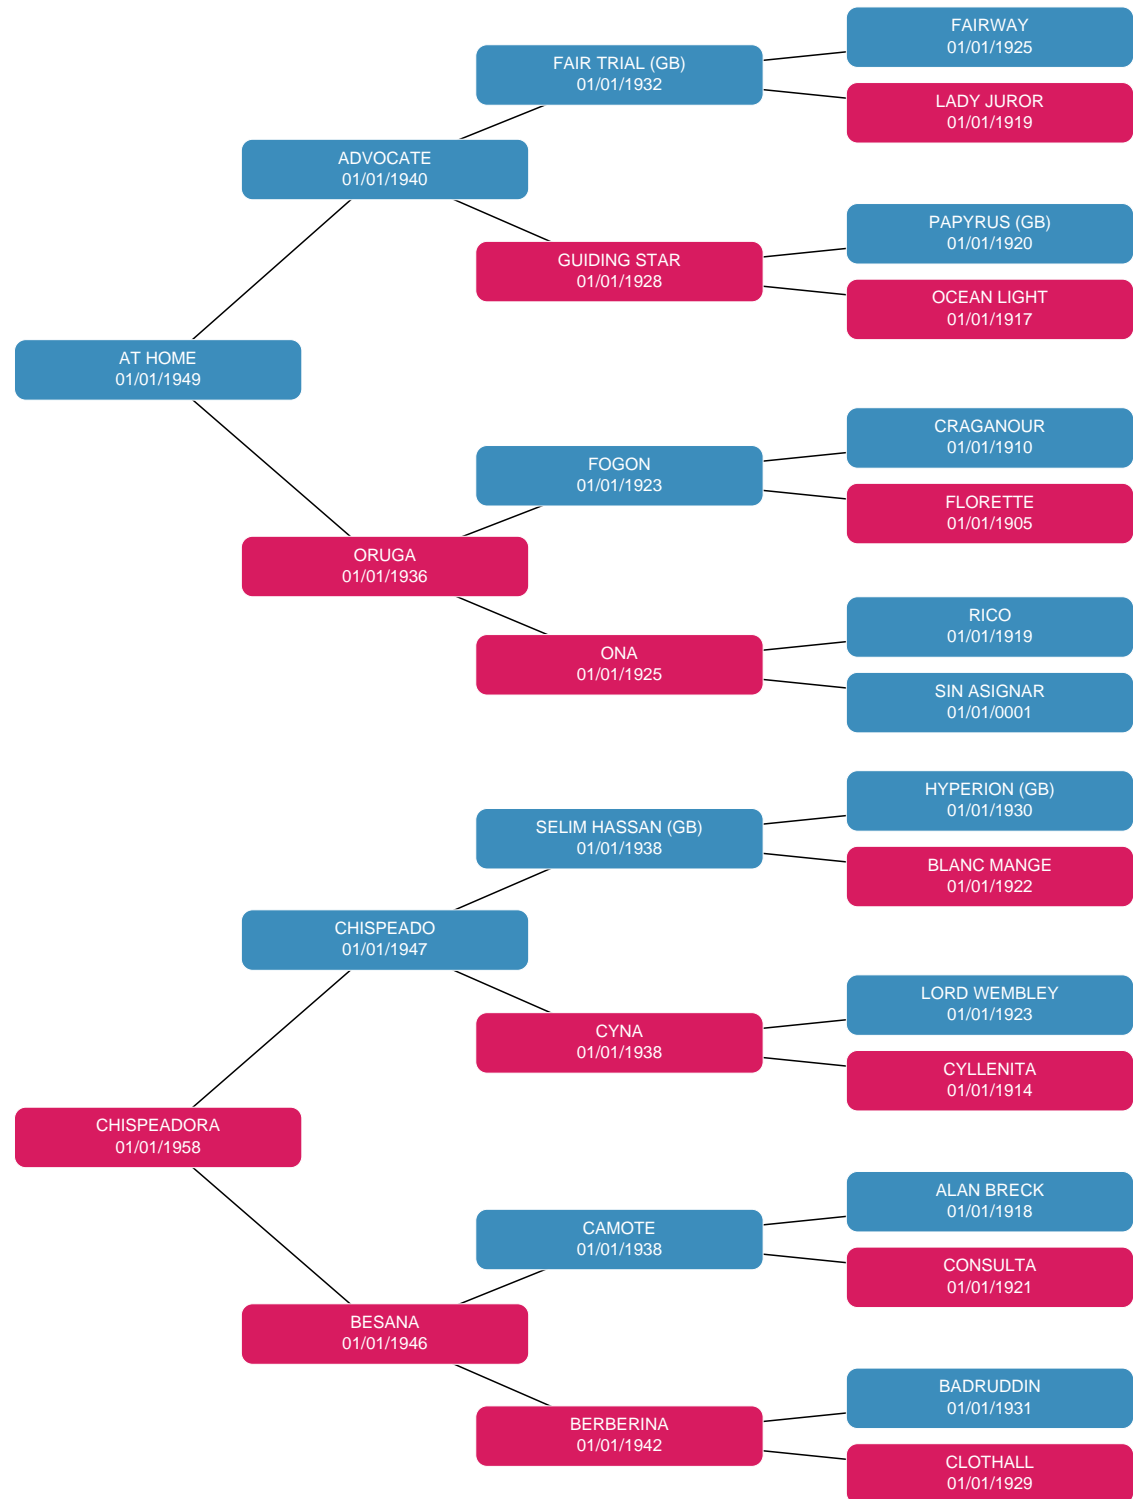 FAIRWAY
01/01/1925
FAIR TRIAL (GB)
01/01/1932
LADY JUROR
01/01/1919
ADVOCATE
01/01/1940
PAPYRUS (GB)
01/01/1920
GUIDING STAR
01/01/1928
OCEAN LIGHT
01/01/1917
AT HOME
01/01/1949
CRAGANOUR
01/01/1910
FOGON
01/01/1923
FLORETTE
01/01/1905
ORUGA
01/01/1936
RICO
01/01/1919
ONA
01/01/1925
SIN ASIGNAR
01/01/0001
HYPERION (GB)
01/01/1930
SELIM HASSAN (GB)
01/01/1938
BLANC MANGE
01/01/1922
CHISPEADO
01/01/1947
LORD WEMBLEY
01/01/1923
CYNA
01/01/1938
CYLLENITA
01/01/1914
CHISPEADORA
01/01/1958
ALAN BRECK
01/01/1918
CAMOTE
01/01/1938
CONSULTA
01/01/1921
BESANA
01/01/1946
BADRUDDIN
01/01/1931
BERBERINA
01/01/1942
CLOTHALL
01/01/1929